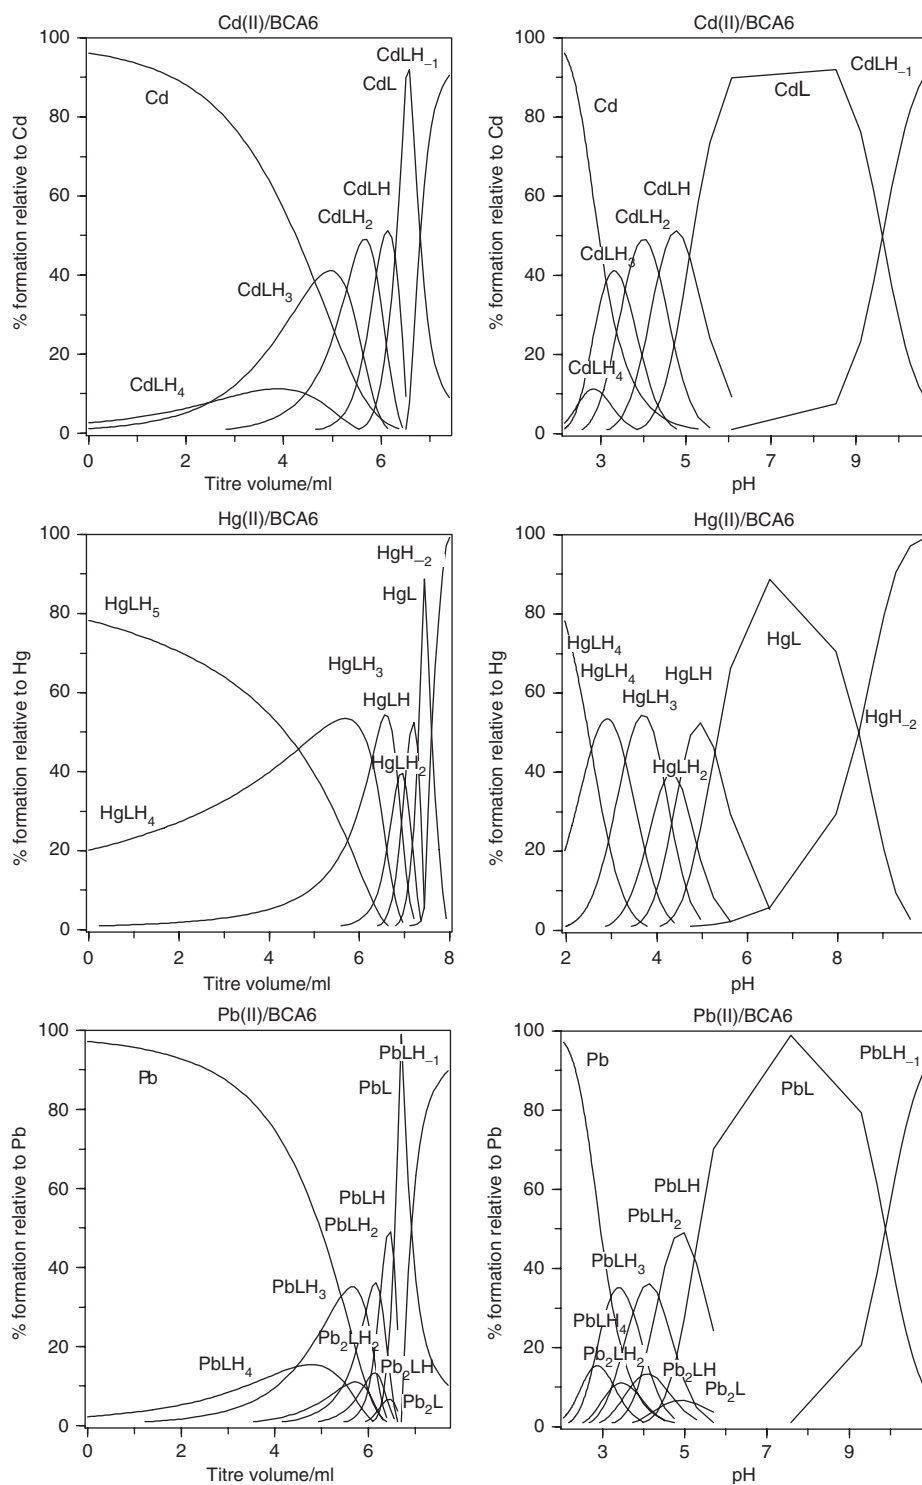 Cd(II)/BCA6
% formation relative to Cd
100
80
60
40
20
0
Cd
CdLH₋₁
CdL
CdLH
CdLH₂
CdLH₃
CdLH₄
0 2 4 6
Titre volume/ml
Cd(II)/BCA6
% formation relative to Cd
100
80
60
40
20
0
Cd
CdLH₋₁
CdL
CdLH
CdLH₂
CdLH₃
CdLH₄
3 5 7 9
pH
Hg(II)/BCA6
% formation relative to Hg
100
80
60
40
20
0
HgH₋₂
HgL
HgLH₅
HgLH₃
HgLH
HgLH₂
HgLH₄
0 2 4 6 8
Titre volume/ml
Hg(II)/BCA6
% formation relative to Hg
100
80
60
40
20
0
HgLH₄
HgL
HgLH₄
HgLH
HgLH₃
HgH₋₂
HgLH₂
2 4 6 8
pH
Pb(II)/BCA6
% formation relative to Pb
100
80
60
40
20
0
PbLH₋₁
Pb
PbL
PbLH
PbLH₂
PbLH₃
Pb₂LH₂
PbLH₄
Pb₂LH
Pb₂L
0 2 4 6
Titre volume/ml
Pb(II)/BCA6
% formation relative to Pb
100
80
60
40
20
0
Pb
PbLH₋₁
PbL
PbLH
PbLH₂
PbLH₃
PbLH₄
Pb₂LH₂
Pb₂LH
Pb₂L
3 5 7 9
pH